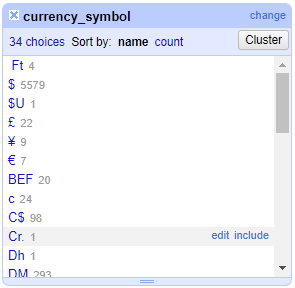 currency_symbol change
34 choices Sort by: name count Cluster
Ft 4
$ 5579
$U 1
£ 22
¥ 9
€ 7
BEF 20
c 24
C$ 98
Cr. 1 edit include
Dh 1
DM 293